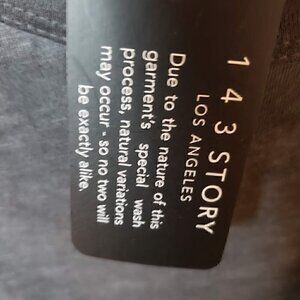 1 4 3 STORY
LOS ANGELES
Due to the nature of this
garment's special wash
process, natural variations
may occur - so no two will
be exactly alike.